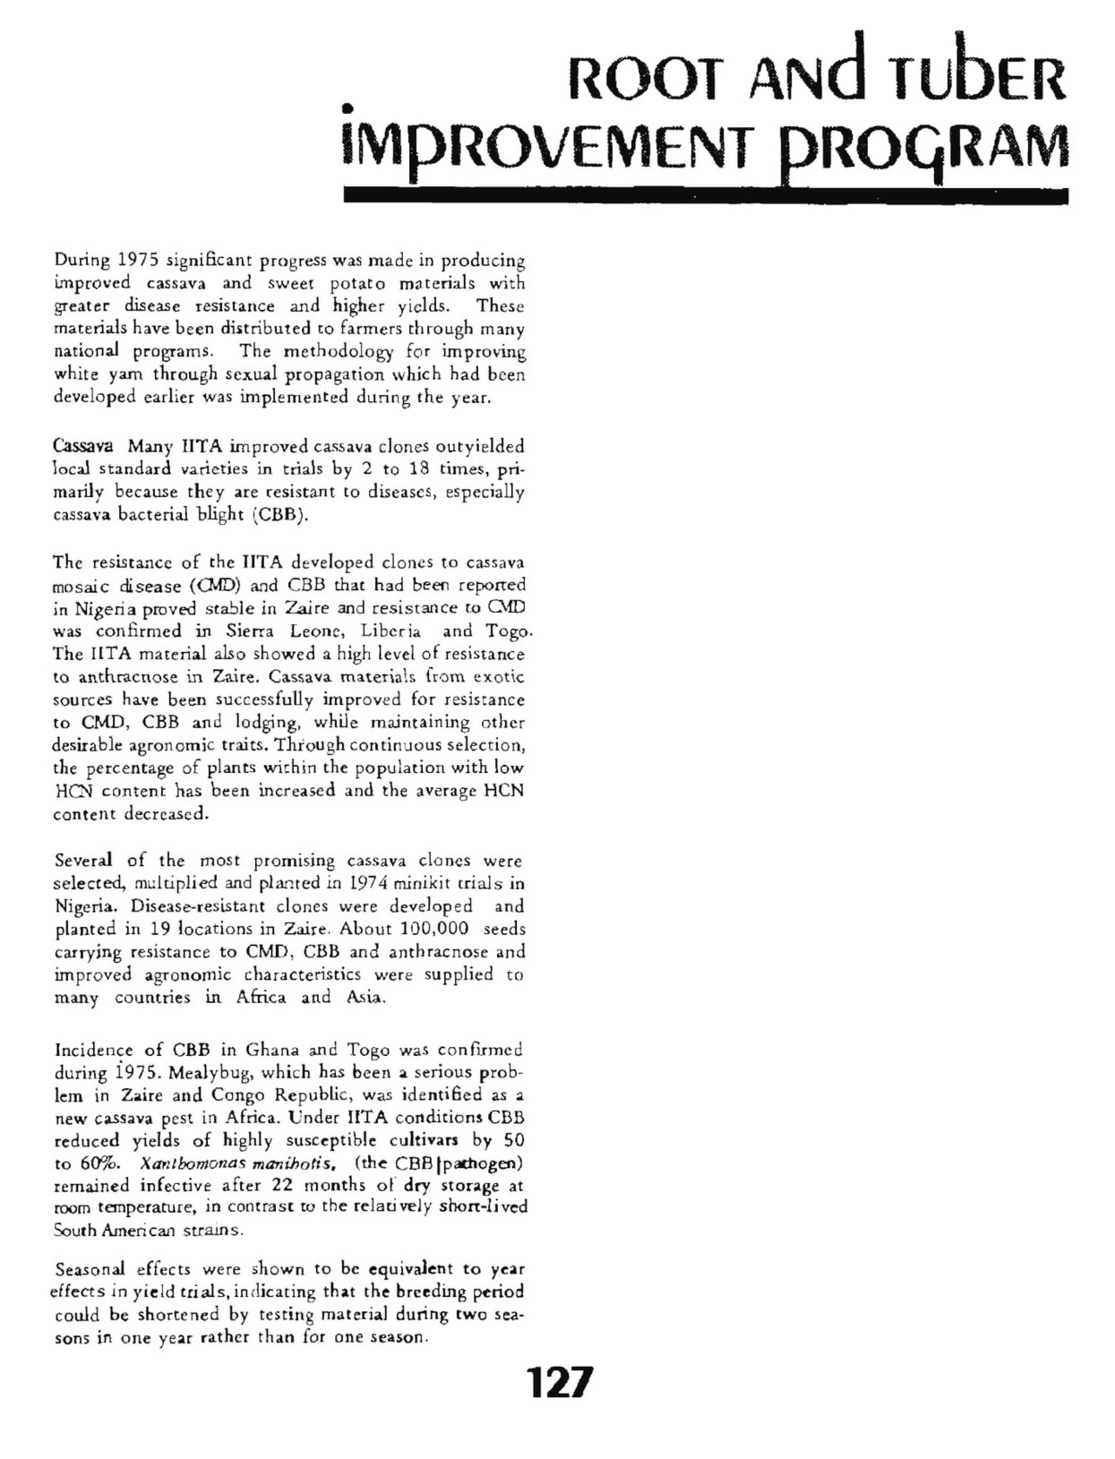 ROOT ANd TubER
iMpROVEMENT pROGRAM
During 1975 significant progress was made in producing
improved cassava and sweet potato materials with
greater disease resistance and higher yields. These
materials have been distributed to farmers through many
national programs. The methodology for improving
white yam through sexual propagation which had been
developed earlier was implemented during the year.
Cassava Many IITA improved cassava clones outyielded
local standard varieties in trials by 2 to 18 times, pri-
marily because they are resistant to diseases, especially
cassava bacterial blight (CBB).
The resistance of the IITA developed clones to cassava
mosaic disease (CMD) and CBB that had been reported
in Nigeria proved stable in Zaire and resistance to CMD
was confirmed in Sierra Leone, Liberia and Togo.
The IITA material also showed a high level of resistance
to anthracnose in Zaire. Cassava materials from exotic
sources have been successfully improved for resistance
to CMD, CBB and lodging, while maintaining other
desirable agronomic traits. Through continuous selection,
the percentage of plants within the population with low
HCN content has been increased and the average HCN
content decreased.
Several of the most promising cassava clones were
selected, multiplied and planted in 1974 minikit trials in
Nigeria. Disease-resistant clones were developed and
planted in 19 locations in Zaire. About 100,000 seeds
carrying resistance to CMD, CBB and anthracnose and
improved agronomic characteristics were supplied to
many countries in Africa and Asia.
Incidence of CBB in Ghana and Togo was confirmed
during 1975. Mealybug, which has been a serious prob-
lem in Zaire and Congo Republic, was identified as a
new cassava pest in Africa. Under IITA conditions CBB
reduced yields of highly susceptible cultivars by 50
to 60%. Xanthomonas manihotis, (the CBB pathogen)
remained infective after 22 months of dry storage at
room temperature, in contrast to the relatively short-lived
South American strains.
Seasonal effects were shown to be equivalent to year
effects in yield trials, indicating that the breeding period
could be shortened by testing material during two sea-
sons in one year rather than for one season.
127